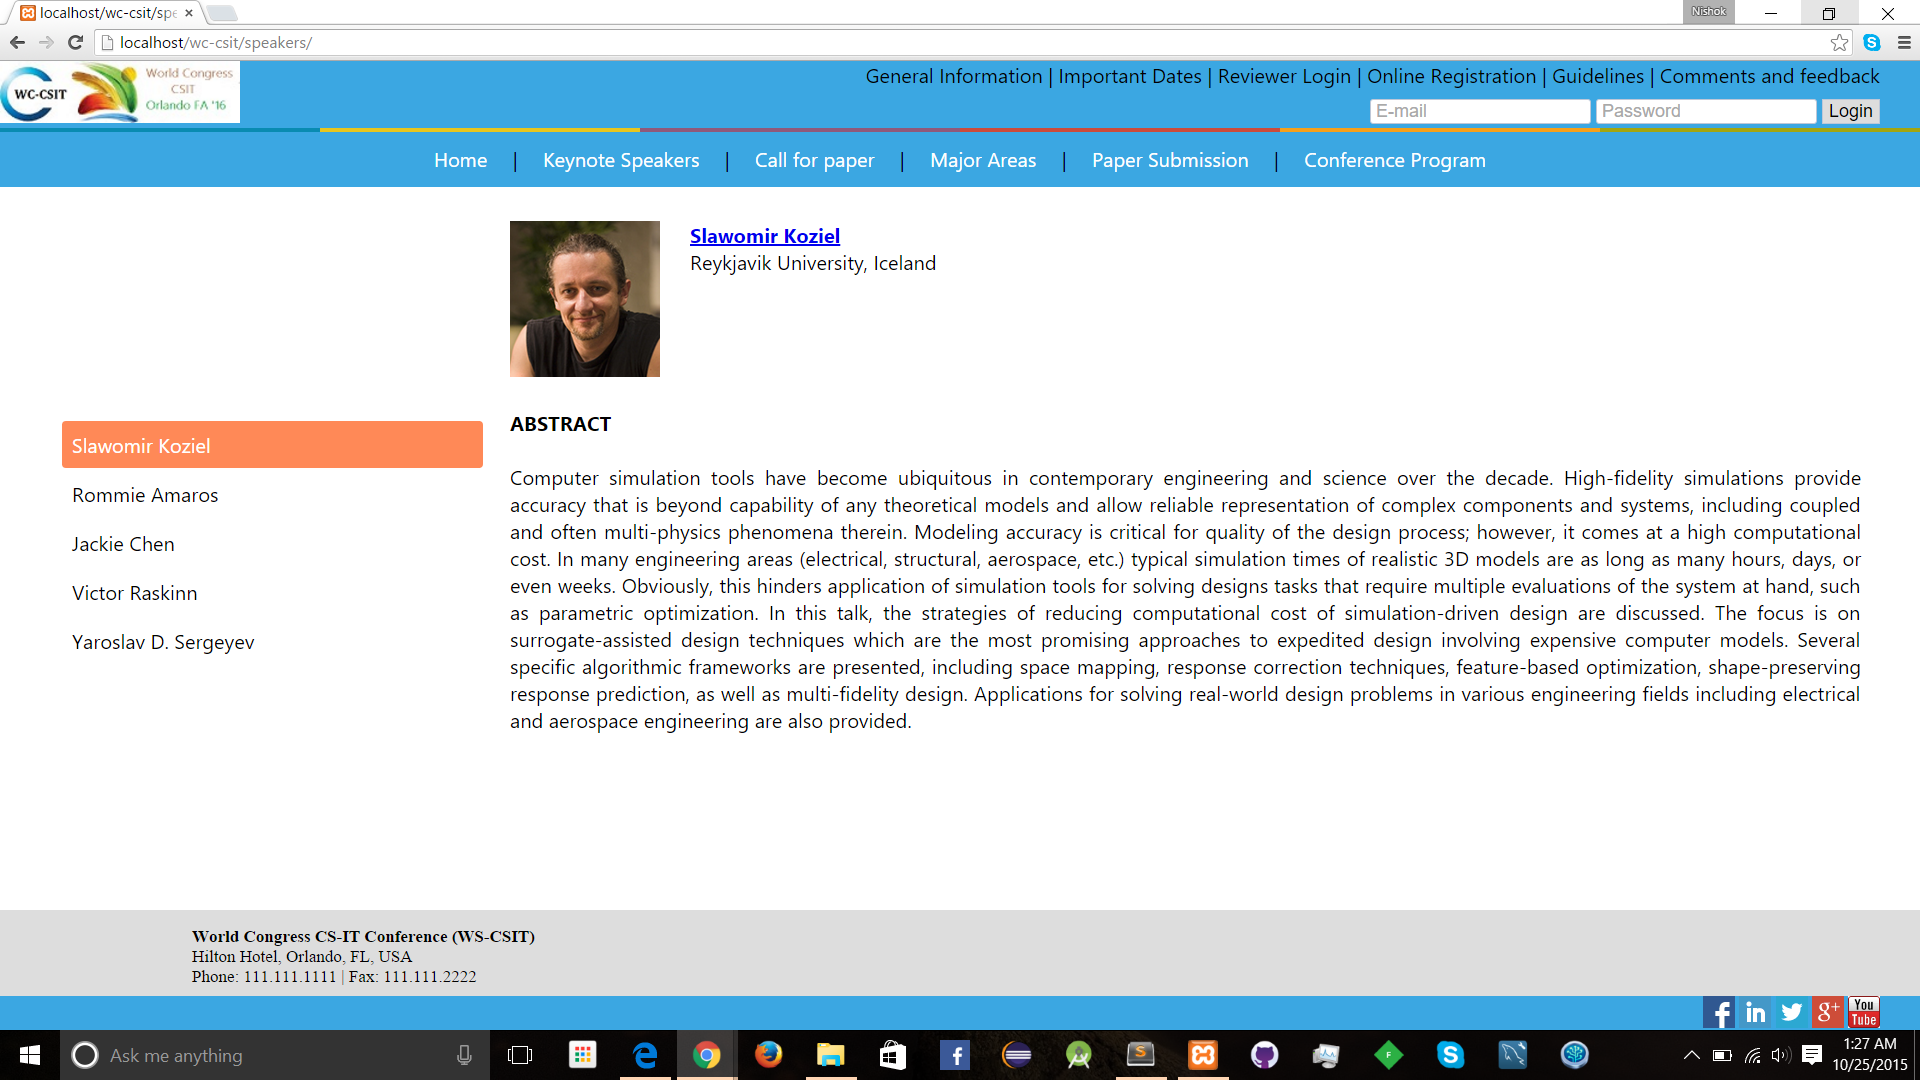 localhost/wc-csit/spe
Nishok
localhost/wc-csit/speakers/
WC-CSIT
World Congress
CSIT
Orlando FA '16
General Information | Important Dates | Reviewer Login | Online Registration | Guidelines | Comments and feedback
E-mail Password Login
Home | Keynote Speakers | Call for paper | Major Areas | Paper Submission | Conference Program
Slawomir Koziel
Reykjavik University, Iceland
Slawomir Koziel
Rommie Amaros
Jackie Chen
Victor Raskinn
Yaroslav D. Sergeyev
ABSTRACT
Computer simulation tools have become ubiquitous in contemporary engineering and science over the decade. High-fidelity simulations provide
accuracy that is beyond capability of any theoretical models and allow reliable representation of complex components and systems, including coupled
and often multi-physics phenomena therein. Modeling accuracy is critical for quality of the design process; however, it comes at a high computational
cost. In many engineering areas (electrical, structural, aerospace, etc.) typical simulation times of realistic 3D models are as long as many hours, days, or
even weeks. Obviously, this hinders application of simulation tools for solving designs tasks that require multiple evaluations of the system at hand, such
as parametric optimization. In this talk, the strategies of reducing computational cost of simulation-driven design are discussed. The focus is on
surrogate-assisted design techniques which are the most promising approaches to expedited design involving expensive computer models. Several
specific algorithmic frameworks are presented, including space mapping, response correction techniques, feature-based optimization, shape-preserving
response prediction, as well as multi-fidelity design. Applications for solving real-world design problems in various engineering fields including electrical
and aerospace engineering are also provided.
World Congress CS-IT Conference (WS-CSIT)
Hilton Hotel, Orlando, FL, USA
Phone: 111.111.1111 | Fax: 111.111.2222
f in g+ You
Tube
Ask me anything
1:27 AM
10/25/2015